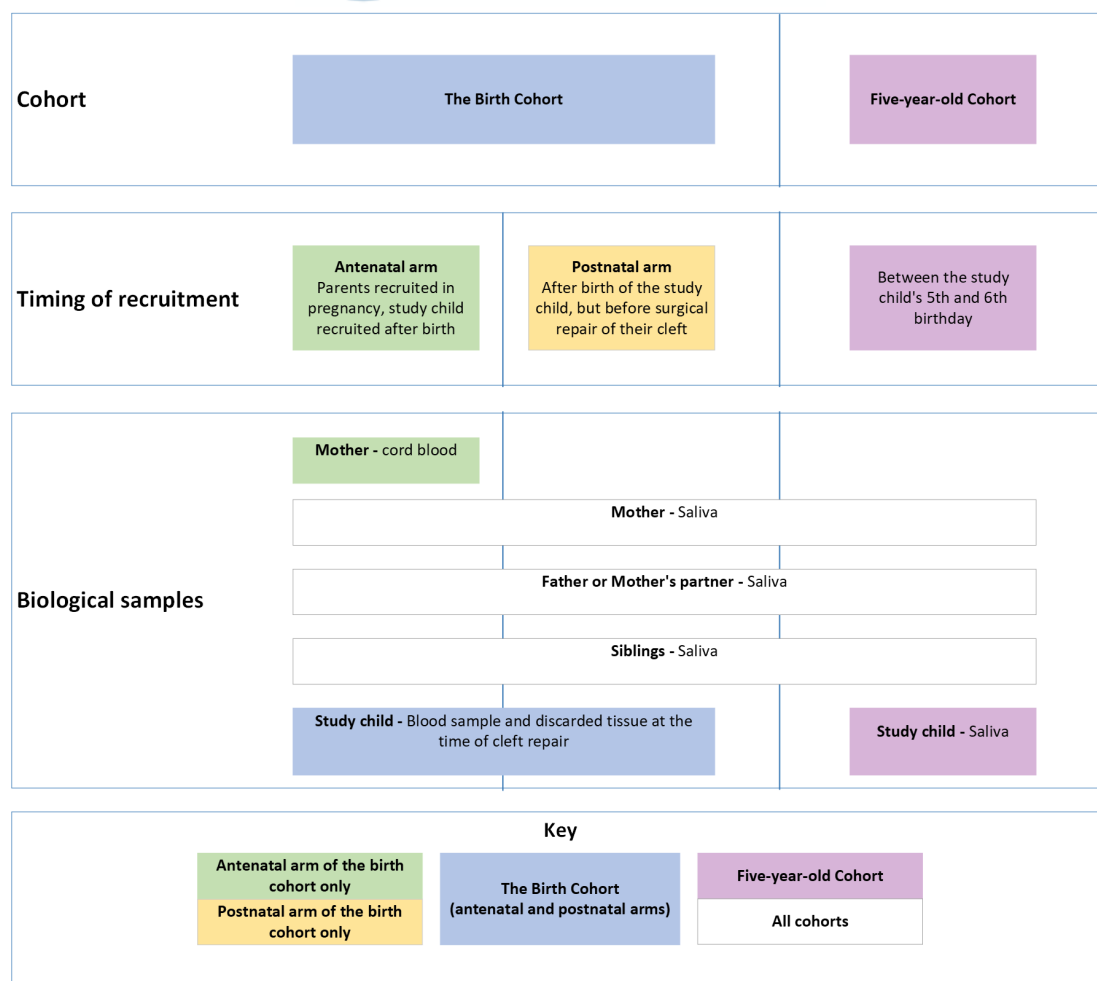 Cohort
The Birth Cohort
Five-year-old Cohort
Timing of recruitment
Antenatal arm
Parents recruited in
pregnancy, study child
recruited after birth
Postnatal arm
After birth of the study
child, but before surgical
repair of their cleft
Between the study
child's 5th and 6th
birthday
Biological samples
Mother - cord blood
Mother - Saliva
Father or Mother's partner - Saliva
Siblings - Saliva
Study child - Blood sample and discarded tissue at the
time of cleft repair
Study child - Saliva
Key
Antenatal arm of the birth
cohort only
Postnatal arm of the birth
cohort only
The Birth Cohort
(antenatal and postnatal arms)
Five-year-old Cohort
All cohorts